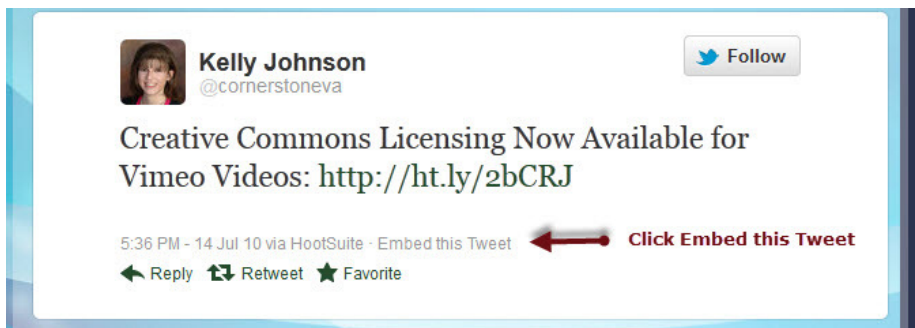 Kelly Johnson
@cornerstoneva
Follow
Creative Commons Licensing Now Available for
Vimeo Videos: http://ht.ly/2bCRJ
5:36 PM - 14 Jul 10 via HootSuite · Embed this Tweet
Click Embed this Tweet
Reply Retweet Favorite